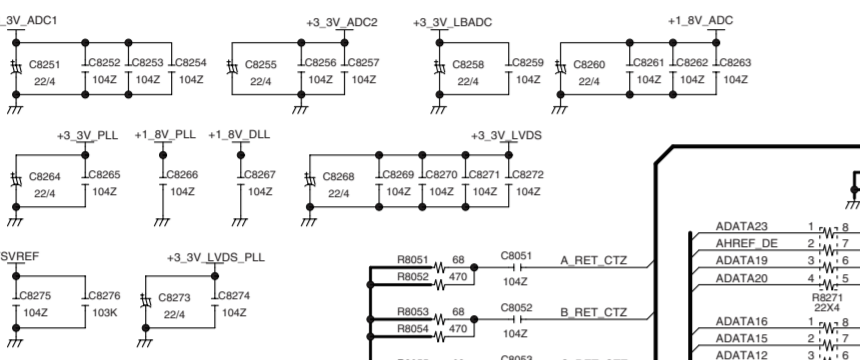 _3V_ADC1
+3_3V_ADC2
+3_3V_LBADC
+1_8V_ADC
C8251 22/4
C8252 104Z
C8253 104Z
C8254 104Z
C8255 22/4
C8256 104Z
C8257 104Z
C8258 22/4
C8259 104Z
C8260 22/4
C8261 104Z
C8262 104Z
C8263 104Z
+3_3V_PLL
+1_8V_PLL
+1_8V_DLL
+3_3V_LVDS
C8264 22/4
C8265 104Z
C8266 104Z
C8267 104Z
C8268 22/4
C8269 104Z
C8270 104Z
C8271 104Z
C8272 104Z
SVREF
+3_3V_LVDS_PLL
C8275 104Z
C8276 103K
C8273 22/4
C8274 104Z
R8051 68
R8052 470
C8051 104Z
A_RET_CTZ
R8053 68
R8054 470
C8052 104Z
B_RET_CTZ
C8053
ADATA23 1 8
AHREF_DE 2 7
ADATA19 3 6
ADATA20 4 5
R8271
22X4
ADATA16 1 8
ADATA15 2 7
ADATA12 3 6